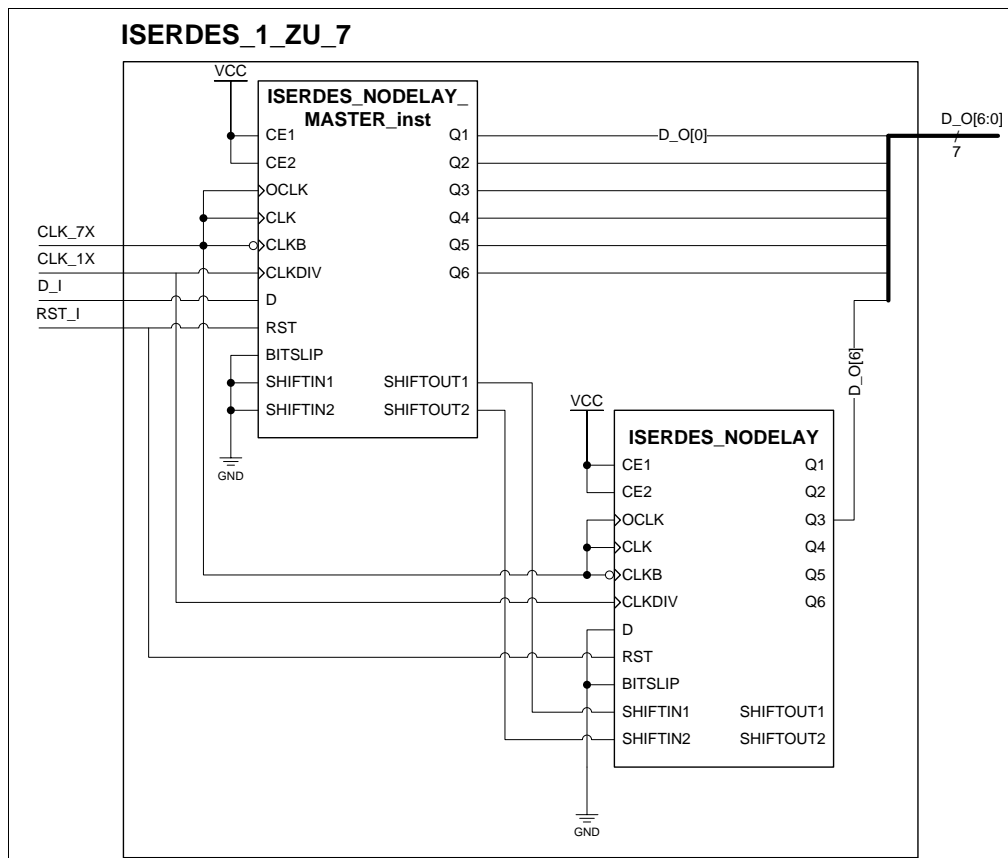 ISERDES_1_ZU_7
VCC
ISERDES_NODELAY_
MASTER_inst
CE1
Q1
D_O[0]
D_O[6:0]
7
CE2
Q2
OCLK
Q3
CLK
Q4
CLK_7X
CLKB
Q5
CLK_1X
CLKDIV
Q6
D_I
D
RST_I
RST
BITSLIP
SHIFTIN1
SHIFTOUT1
SHIFTIN2
SHIFTOUT2
GND
D_O[6]
VCC
ISERDES_NODELAY
CE1
Q1
CE2
Q2
OCLK
Q3
CLK
Q4
CLKB
Q5
CLKDIV
Q6
D
RST
BITSLIP
SHIFTIN1
SHIFTOUT1
SHIFTIN2
SHIFTOUT2
GND